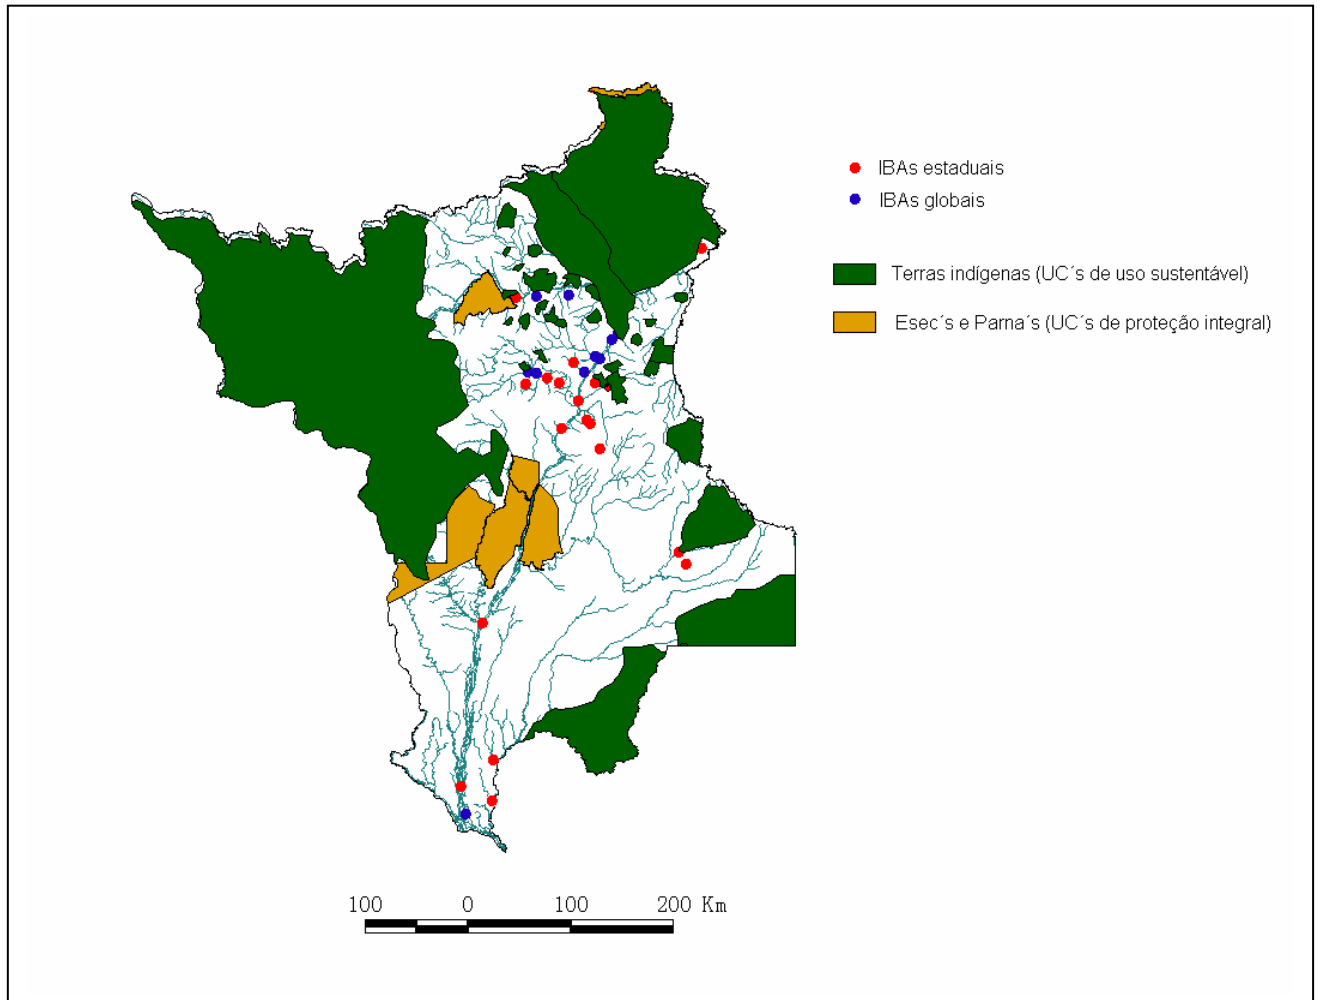 IBAs estaduais
IBAs globais
Terras indígenas (UC´s de uso sustentável)
Esec´s e Parna´s (UC´s de proteção integral)
100 0 100 200 Km